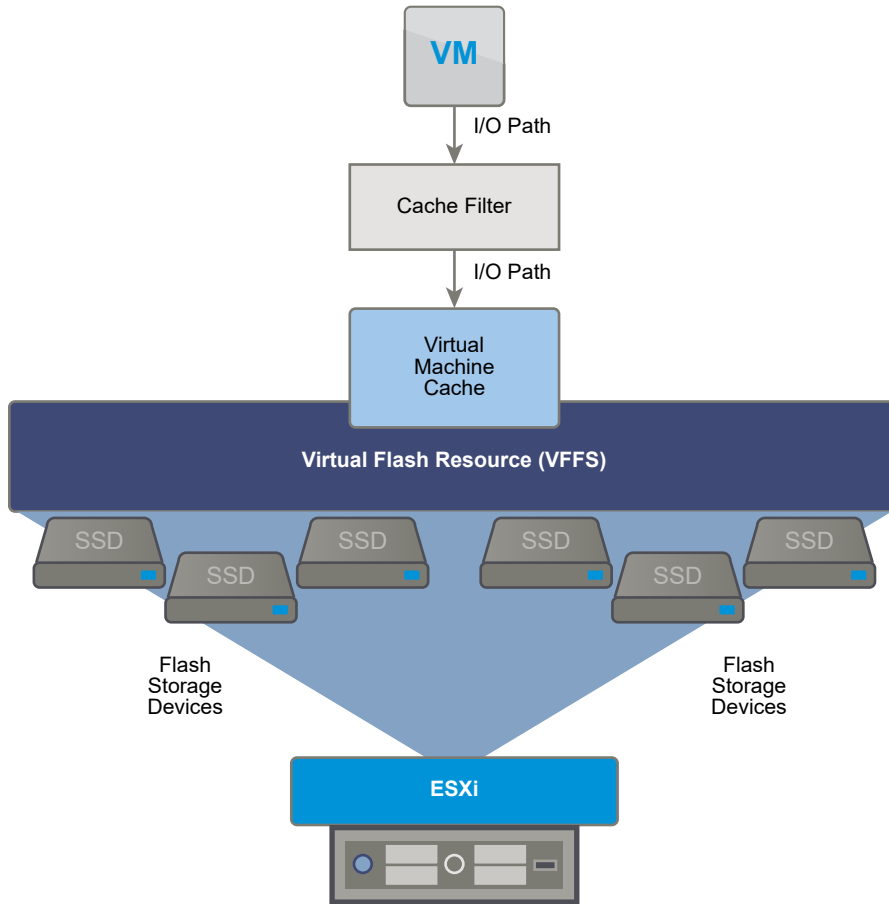 VM
I/O Path
Cache Filter
I/O Path
Virtual
Machine
Cache
Virtual Flash Resource (VFFS)
SSD
SSD
SSD
SSD
SSD
SSD
Flash
Storage
Devices
Flash
Storage
Devices
ESXi